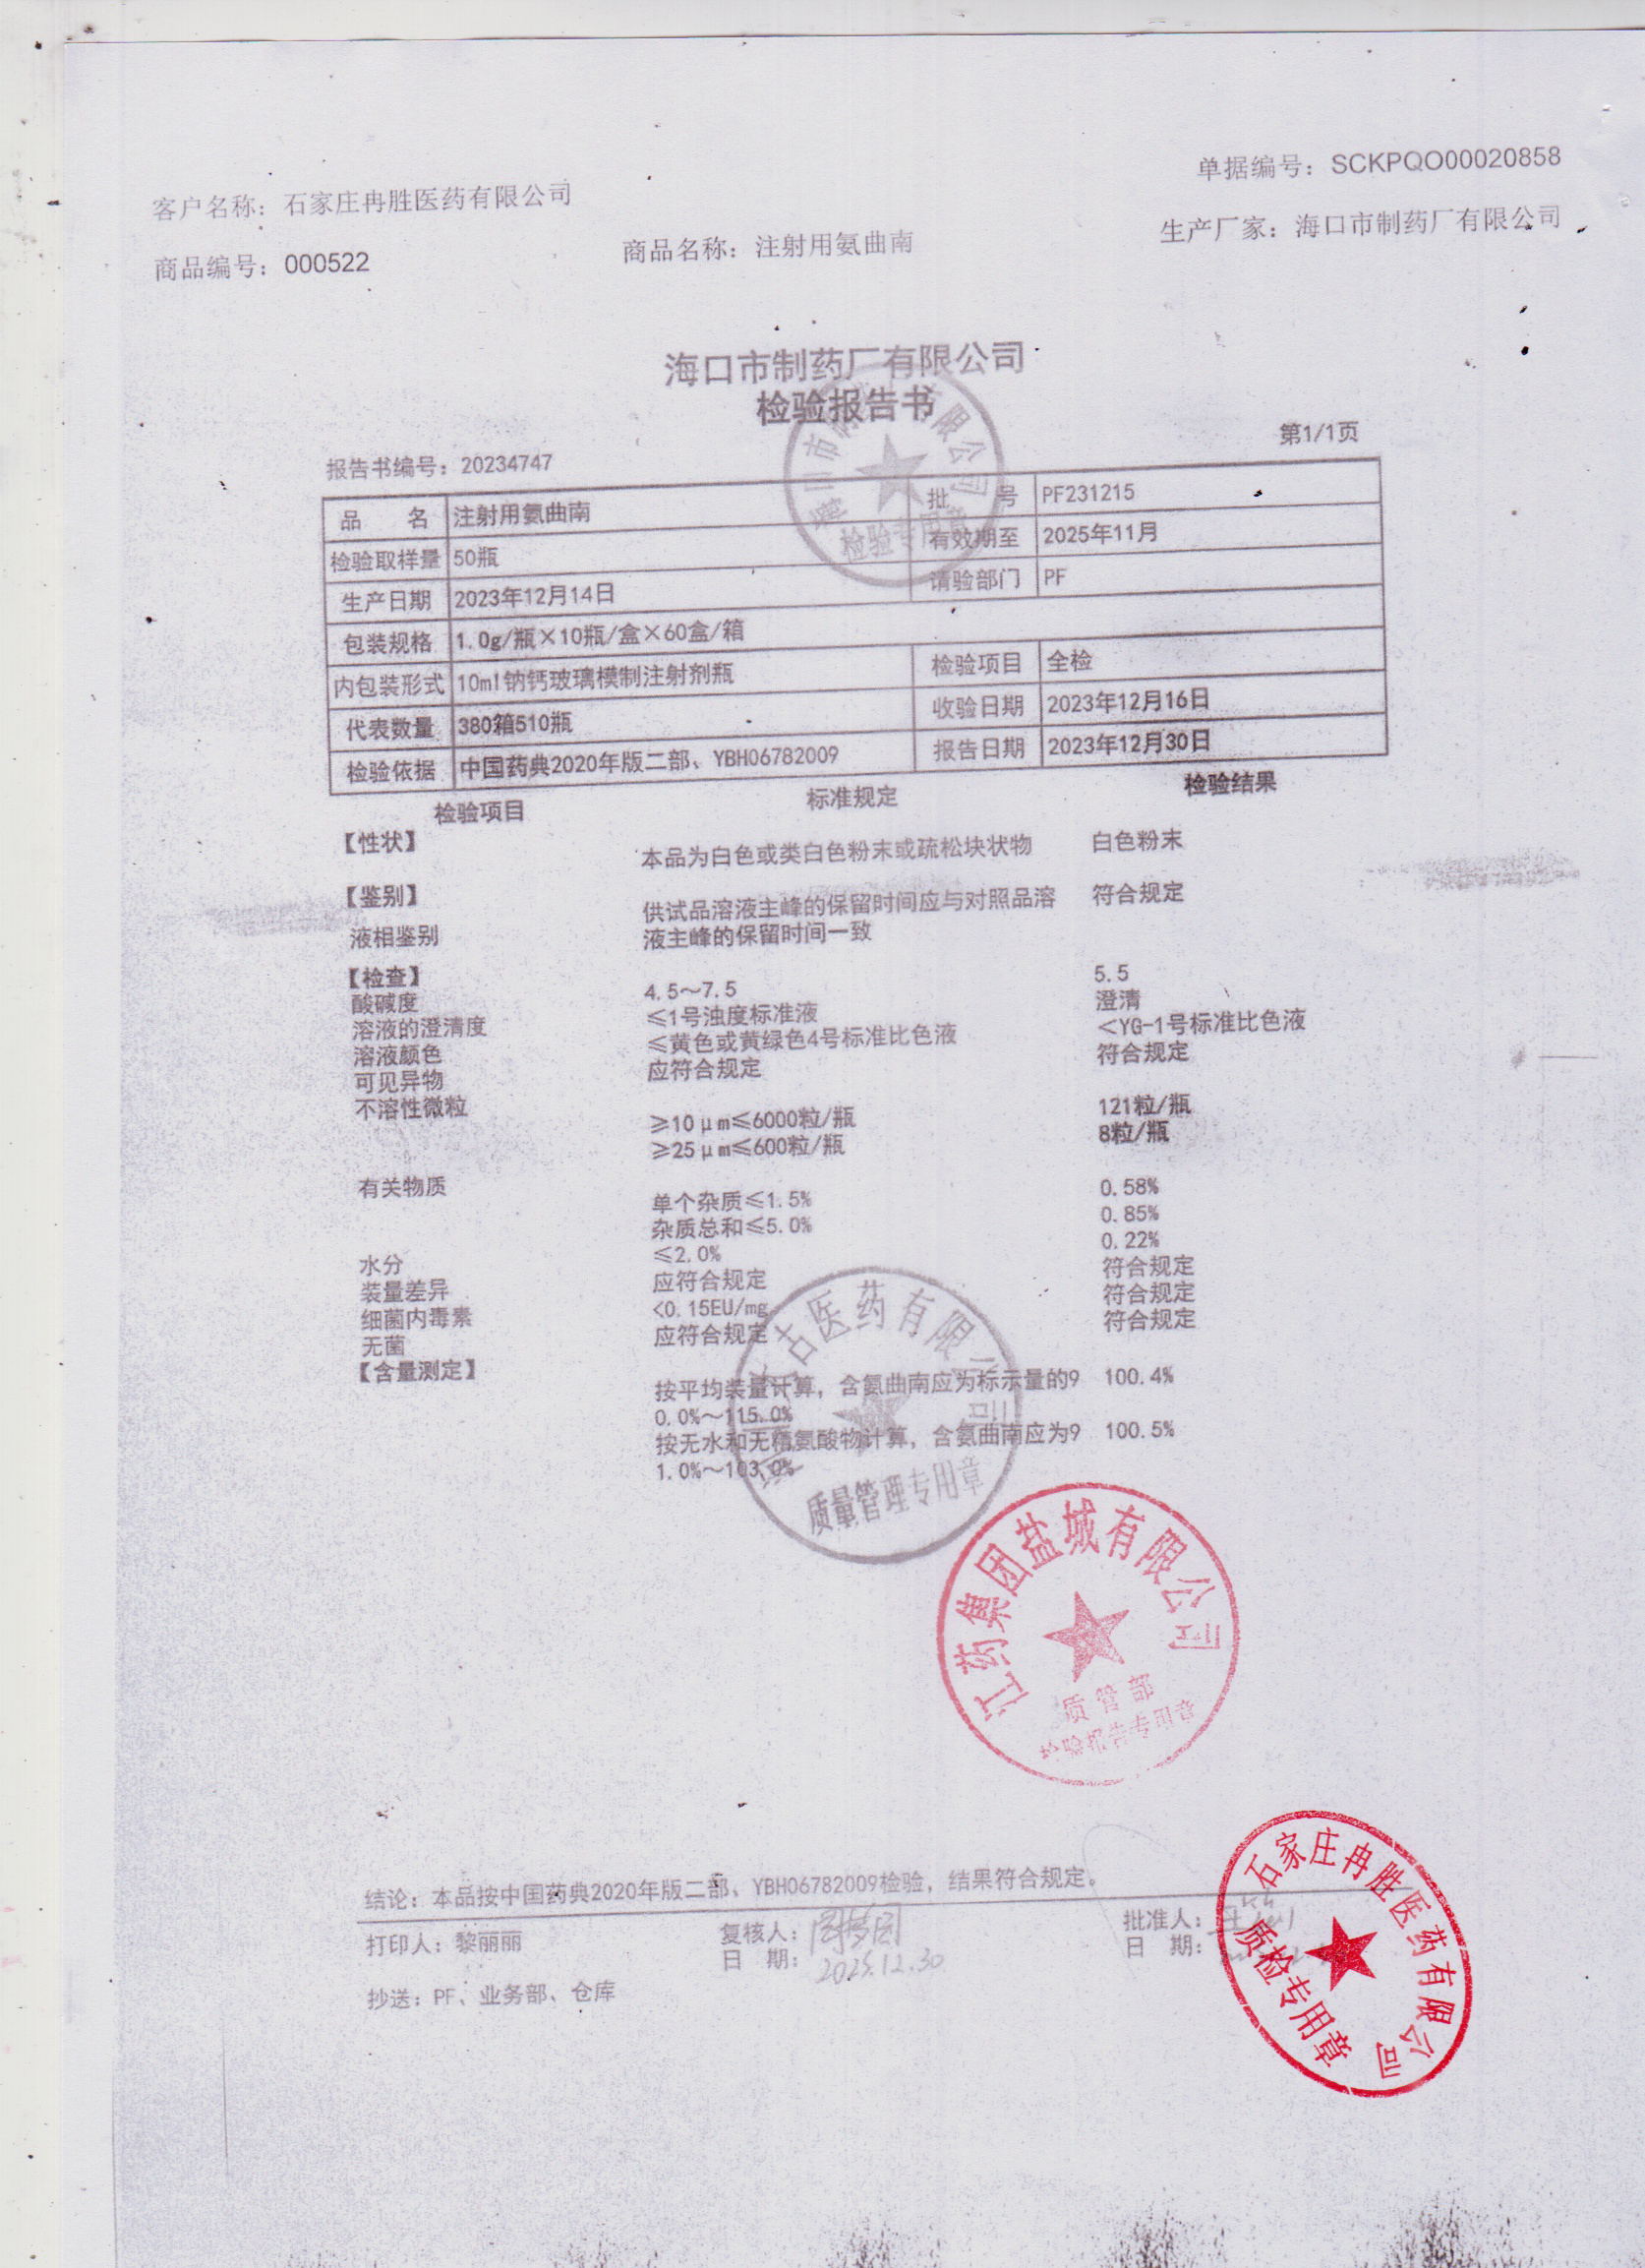 单据编号：SCKPQO00020858
客户名称：石家庄冉胜医药有限公司
生产厂家：海口市制药厂有限公司
商品编号：000522 商品名称：注射用氨曲南
海口市制药厂有限公司
检验报告书
第1/1页
报告书编号：20234747
品 名 注射用氨曲南 批 号 PF231215
检验取样量 50瓶 有效期至 2025年11月
生产日期 2023年12月14日 请验部门 PF
包装规格 1.0g/瓶×10瓶/盒×60盒/箱
内包装形式 10ml钠钙玻璃模制注射剂瓶 检验项目 全检
代表数量 380箱510瓶 收验日期 2023年12月16日
检验依据 中国药典2020年版二部、YBH06782009 报告日期 2023年12月30日
检验项目 标准规定 检验结果
【性状】 本品为白色或类白色粉末或疏松块状物 白色粉末
【鉴别】
液相鉴别 供试品溶液主峰的保留时间应与对照品溶 符合规定
液主峰的保留时间一致
【检查】
酸碱度 4.5～7.5 5.5
溶液的澄清度 ≤1号浊度标准液 澄清
溶液颜色 ≤黄色或黄绿色4号标准比色液 <YG-1号标准比色液
可见异物 应符合规定 符合规定
不溶性微粒
≥10μm≤6000粒/瓶 121粒/瓶
≥25μm≤600粒/瓶 8粒/瓶
有关物质
单个杂质≤1.5% 0.58%
杂质总和≤5.0% 0.85%
水分 ≤2.0% 0.22%
装量差异 应符合规定 符合规定
细菌内毒素 <0.15EU/mg 符合规定
无菌 应符合规定 符合规定
【含量测定】
按平均装量计算，含氨曲南应为标示量的9 100.4%
0.0%～115.0%
按无水和无精氨酸物计算，含氨曲南应为9 100.5%
1.0%～103.0%
质量管理专用章
江药集团盐城有限公司
质管部
检验报告专用章
石家庄冉胜医药有限公司
质检专用章
结论：本品按中国药典2020年版二部、YBH06782009检验，结果符合规定。
打印人：黎丽丽 复核人： 批准人：
日 期： 日 期：
抄送：PF、业务部、仓库